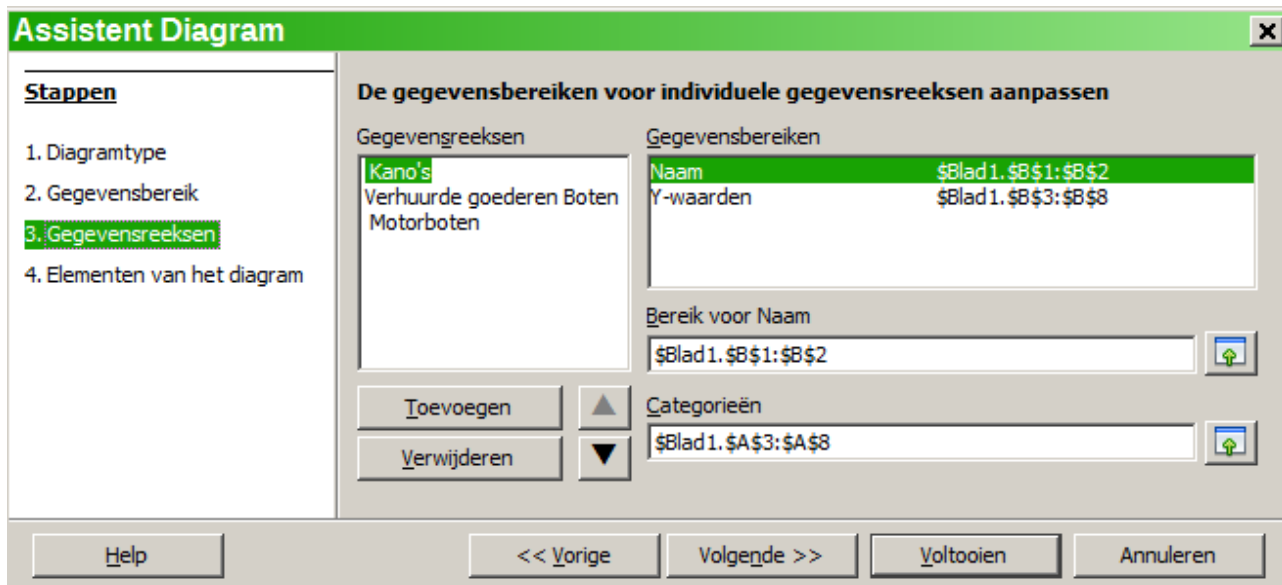 Assistent Diagram
Stappen
1. Diagramtype
2. Gegevensbereik
3. Gegevensreeksen
4. Elementen van het diagram
De gegevensbereiken voor individuele gegevensreeksen aanpassen
Gegevensreeksen
Kano's
Verhuurde goederen Boten
Motorboten
Toevoegen
Verwijderen
Gegevensbereiken
Naam $Blad1.$B$1:$B$2
Y-waarden $Blad1.$B$3:$B$8
Bereik voor Naam
$Blad1.$B$1:$B$2
Categorieën
$Blad1.$A$3:$A$8
Help
<< Vorige
Volgende >>
Voltooien
Annuleren